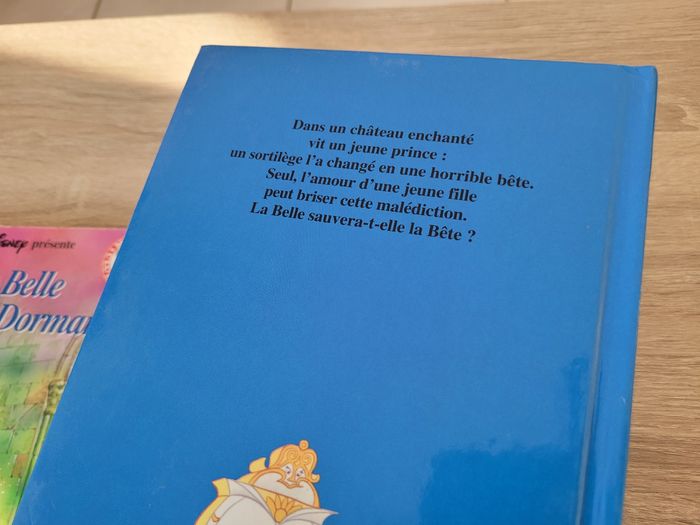 Dans un château enchanté
vit un jeune prince :
un sortilège l'a changé en une horrible bête.
Seul, l'amour d'une jeune fille
peut briser cette malédiction.
La Belle sauvera-t-elle la Bête ?
présente
Belle